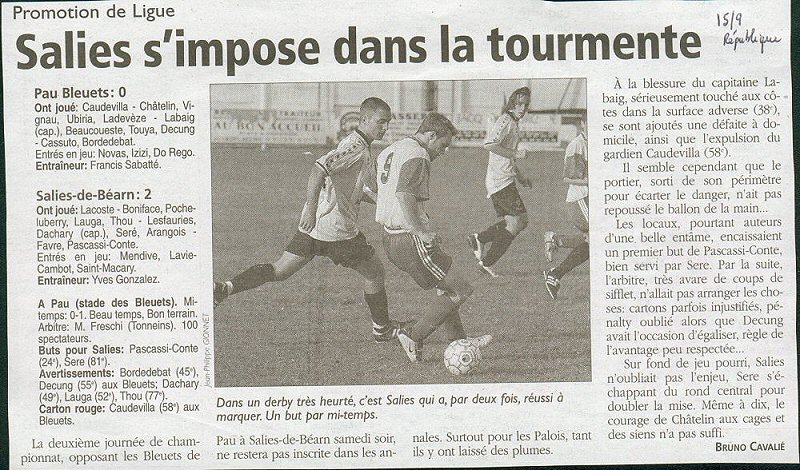 Promotion de Ligue
Salies s'impose dans la tourmente
15/9
République
Pau Bleuets : 0
Ont joué: Caudevilla - Châtelin, Vi-
gnau, Ubiria, Ladevèze - Labaig
(cap.), Beaucoueste, Touya, Decung
- Cassuto, Bordedebat.
Entrés en jeu: Novas, Izizi, Do Rego.
Entraîneur: Francis Sabatté.
Salies-de-Béarn : 2
Ont joué: Lacoste - Boniface, Poche-
luberry, Lauga, Thou - Lesfauries,
Dachary (cap.), Seré, Arangois -
Favre, Pascassi-Conte.
Entrés en jeu: Mendive, Lavie-
Cambot, Saint-Macary.
Entraîneur: Yves Gonzalez.
A Pau (stade des Bleuets). Mi-
temps: 0-1. Beau temps, Bon terrain.
Arbitre: M. Freschi (Tonneins). 100
spectateurs.
Buts pour Salies: Pascassi-Conte
(24e), Sere (81e).
Avertissements: Bordedebat (45e),
Decung (55e) aux Bleuets; Dachary
(49e), Lauga (52e), Thou (77e).
Carton rouge: Caudevilla (58e) aux
Bleuets.
La deuxième journée de cham-
pionnat, opposant les Bleuets de
TRAITEUR
AU BON ACCUEIL
Jean-Philippe GIONNET
9
Dans un derby très heurté, c'est Salies qui a, par deux fois, réussi à
marquer. Un but par mi-temps.
Pau à Salies-de-Béarn samedi soir,
ne restera pas inscrite dans les an-
nales. Surtout pour les Palois, tant
ils y ont laissé des plumes.
À la blessure du capitaine La-
baig, sérieusement touché aux cô-
tes dans la surface adverse (38e),
se sont ajoutés une défaite à do-
micile, ainsi que l'expulsion du
gardien Caudevilla (58e).
Il semble cependant que le
portier, sorti de son périmètre
pour écarter le danger, n'ait pas
repoussé le ballon de la main...
Les locaux, pourtant auteurs
d'une belle entâme, encaissaient
un premier but de Pascassi-Conte,
bien servi par Sere. Par la suite,
l'arbitre, très avare de coups de
sifflet, n'allait pas arranger les cho-
ses: cartons parfois injustifiés, pé-
nalty oublié alors que Decung
avait l'occasion d'égaliser, règle de
l'avantage peu respectée...
Sur fond de jeu pourri, Salies
n'oubliait pas l'enjeu, Sere s'é-
chappant du rond central pour
doubler la mise. Même à dix, le
courage de Châtelin aux cages et
des siens n'a pas suffi.
BRUNO CAVALIÉ